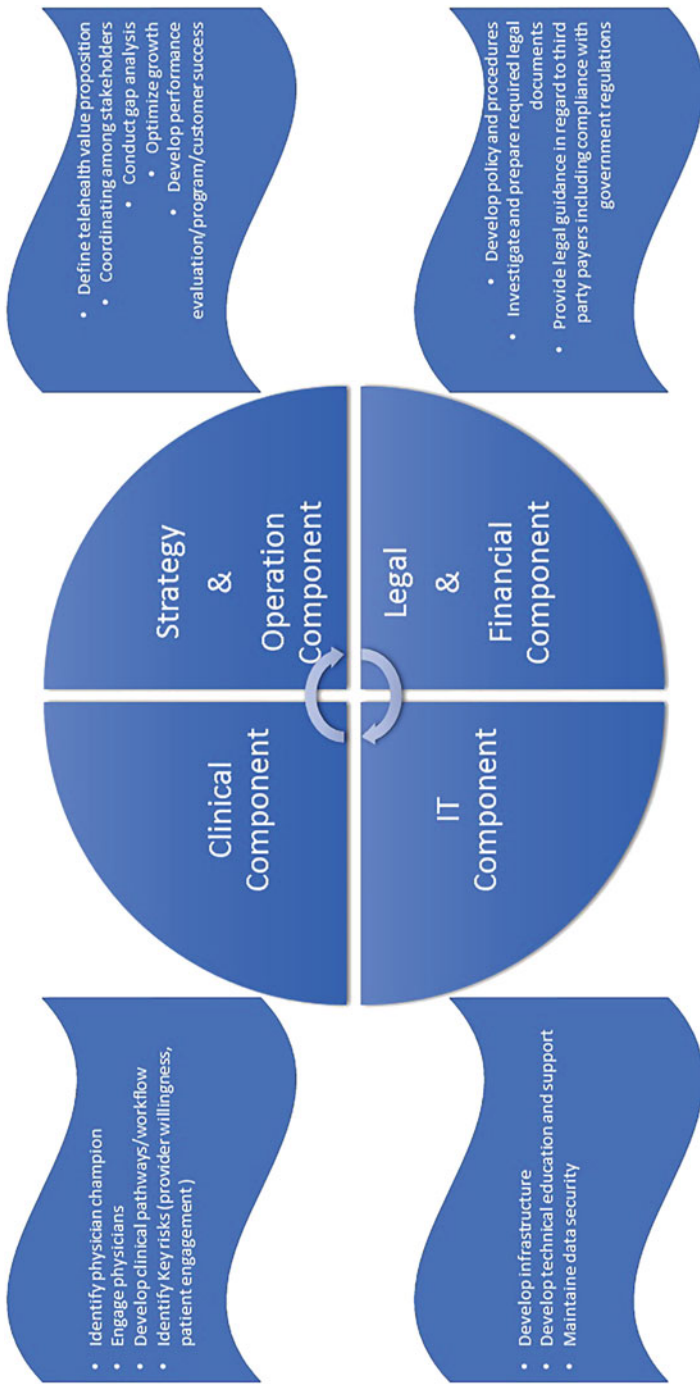 • Identify physician champion
• Engage physicians
• Develop clinical pathways/workflow
• Identify Key risks (provider willingness,
patient engagement )
Clinical
Component
Strategy
&
Operation
Component
• Define telehealth value proposition
• Coordinating among stakeholders
• Conduct gap analysis
• Optimize growth
• Develop performance
evaluation/program/customer success
• Develop infrastructure
• Develop technical education and support
• Maintaine data security
IT
Component
Legal
&
Financial
Component
• Develop policy and procedures
• Investigate and prepare required legal
documents
• Provide legal guidance in regard to third
party payers including compliance with
government regulations